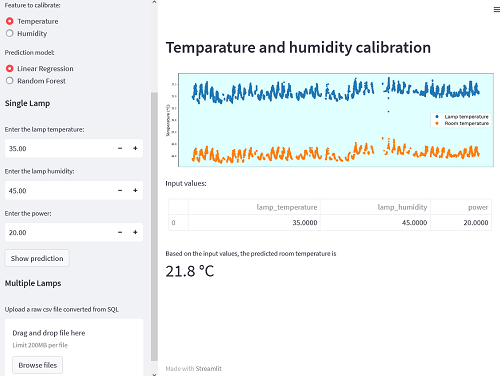 Feature to calibrate:
Temperature
Humidity
Prediction model:
Linear Regression
Random Forest
Single Lamp
Enter the lamp temperature:
35.00
Enter the lamp humidity:
45.00
Enter the power:
20.00
Show prediction
Multiple Lamps
Upload a raw csv file converted from SQL
Drag and drop file here
Limit 200MB per file
Browse files
Temparature and humidity calibration
Lamp temperature
Room temperature
Input values:
lamp_temperature lamp_humidity power
0 35.0000 45.0000 20.0000
Based on the input values, the predicted room temperature is
21.8 °C
Made with Streamlit